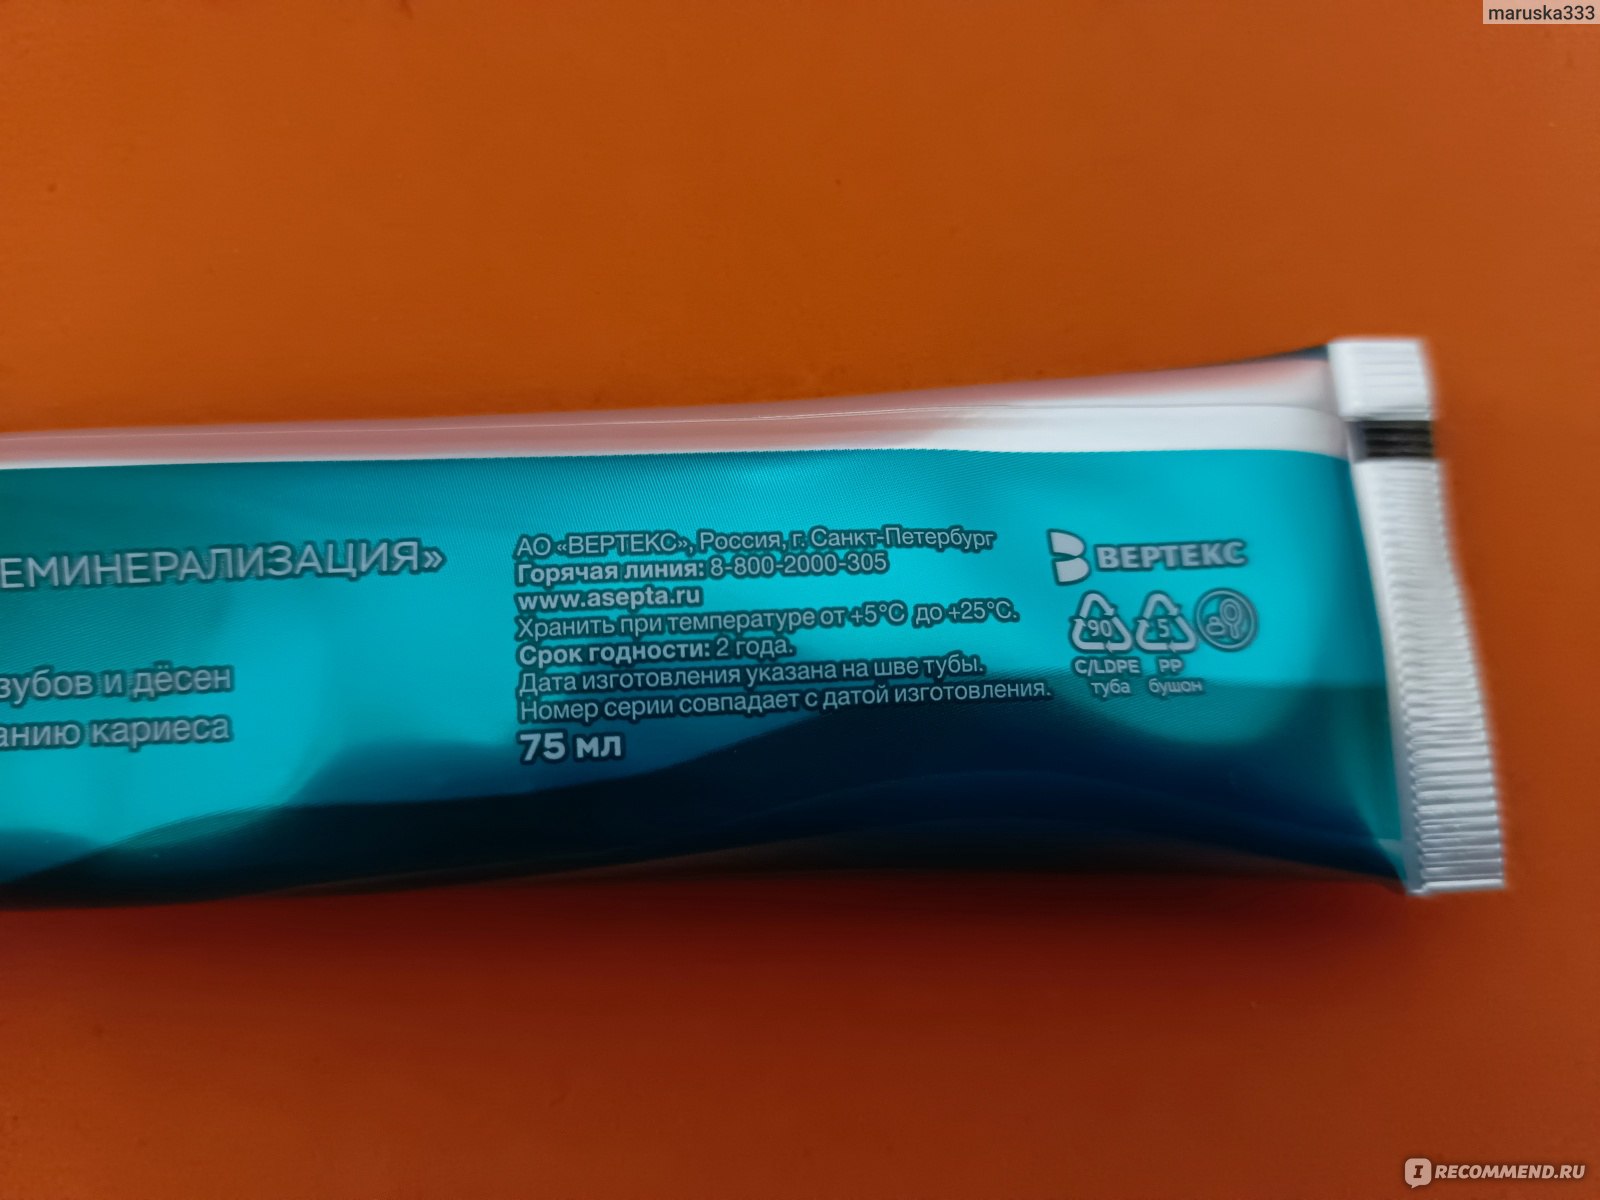 maruska333
ЕМИНЕРАЛИЗАЦИЯ»
зубов и дёсен
анию кариеса
АО «ВЕРТЕКС», Россия, г. Санкт-Петербург
Горячая линия: 8-800-2000-305
www.asepta.ru
Хранить при температуре от +5°C до +25°C.
Срок годности: 2 года.
Дата изготовления указана на шве тубы.
Номер серии совпадает с датой изготовления.
75 мл
ВЕРТЕКС
90 5
C/LDPE PP
туба бушон
IRECOMMEND.RU